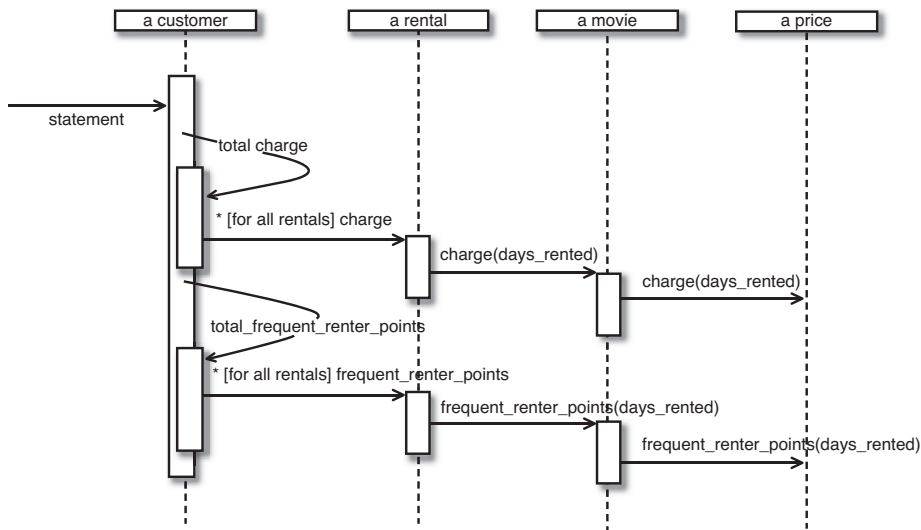 a customer
a rental
a movie
a price
statement
total charge
* [for all rentals] charge
charge(days_rented)
charge(days_rented)
total_frequent_renter_points
* [for all rentals] frequent_renter_points
frequent_renter_points(days_rented)
frequent_renter_points(days_rented)